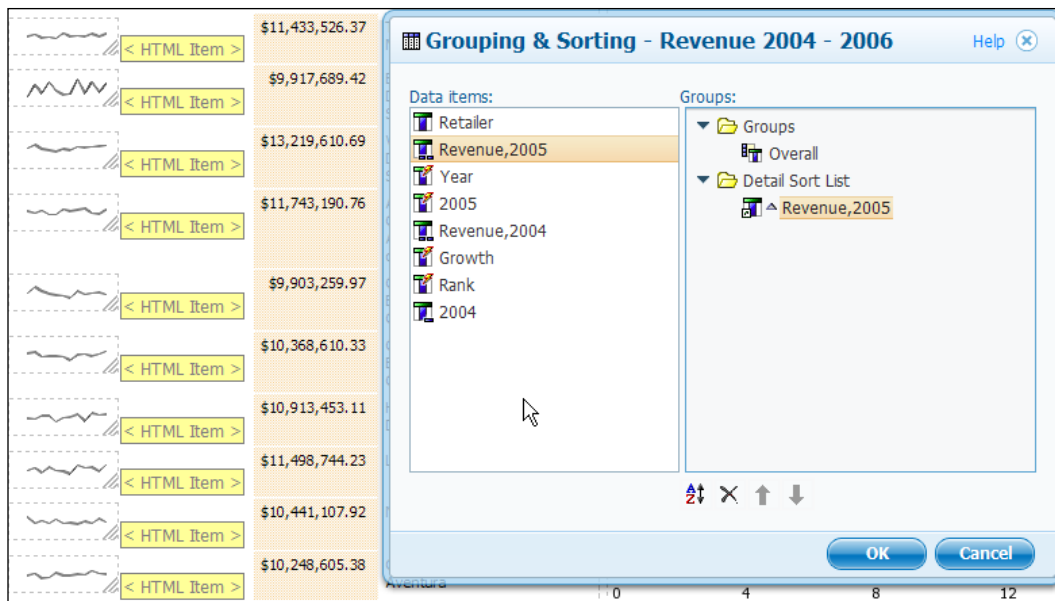 $11,433,526.37
< HTML Item >
$9,917,689.42
< HTML Item >
$13,219,610.69
< HTML Item >
$11,743,190.76
< HTML Item >
$9,903,259.97
< HTML Item >
$10,368,610.33
< HTML Item >
$10,913,453.11
< HTML Item >
$11,498,744.23
< HTML Item >
$10,441,107.92
< HTML Item >
$10,248,605.38
< HTML Item >
Grouping & Sorting - Revenue 2004 - 2006
Help
Data items:
Retailer
Revenue,2005
Year
2005
Revenue,2004
Growth
Rank
2004
Groups:
Groups
Overall
Detail Sort List
Revenue,2005
OK Cancel
Aventura
0 4 8 12